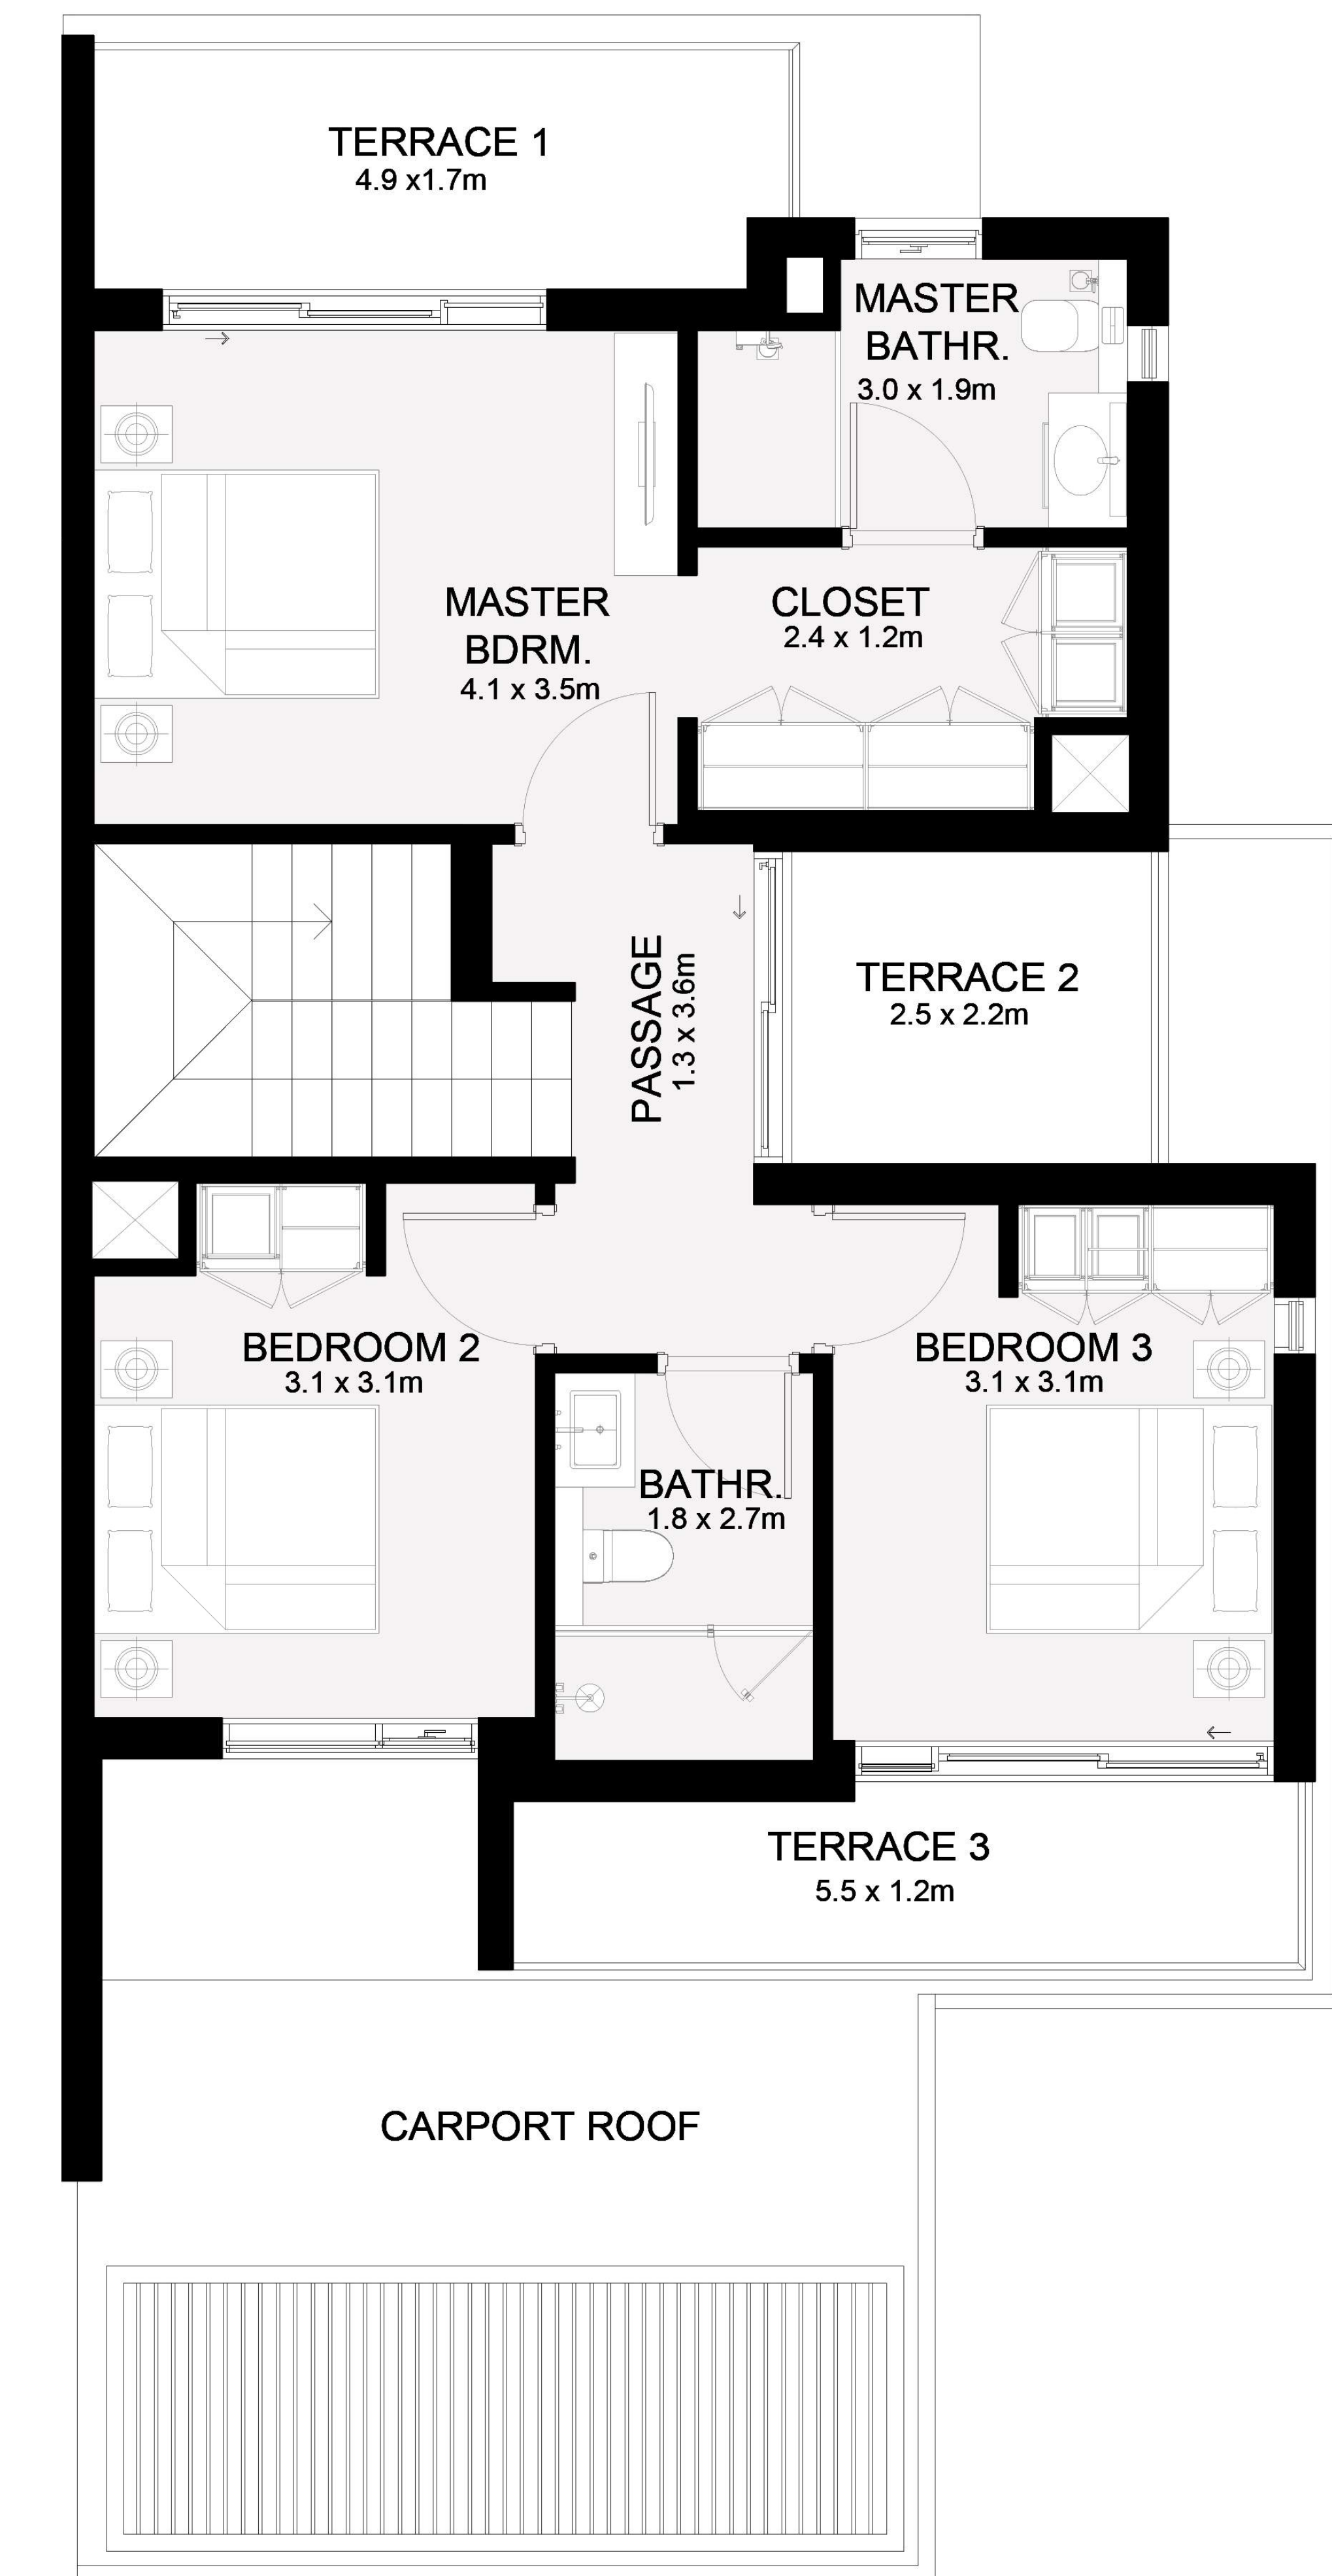 TERRACE 1
4.9 x1.7m
MASTER
BATHR.
3.0 x 1.9m
MASTER
BDRM.
4.1 x 3.5m
CLOSET
2.4 x 1.2m
PASSAGE
1.3 x 3.6m
TERRACE 2
2.5 x 2.2m
BEDROOM 2
3.1 x 3.1m
BEDROOM 3
3.1 x 3.1m
BATHR.
1.8 x 2.7m
TERRACE 3
5.5 x 1.2m
CARPORT ROOF